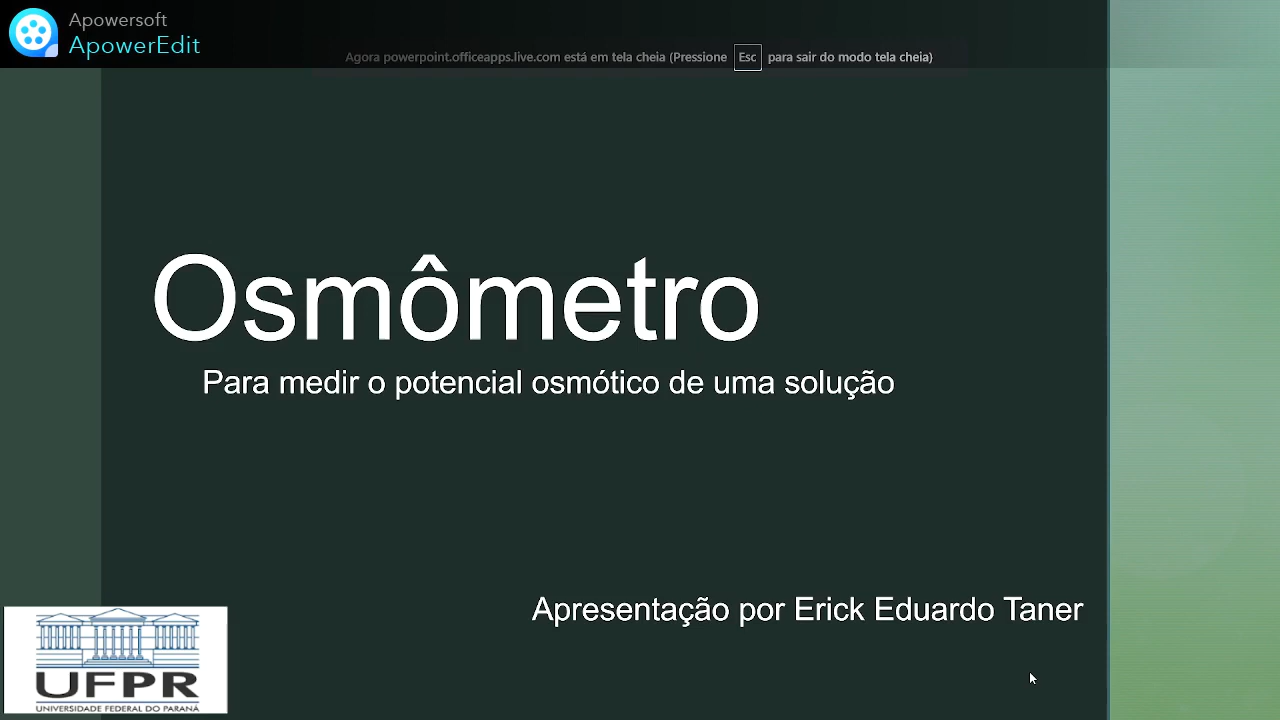 Apowersoft
ApowerEdit
Agora powerpoint.officeapps.live.com está em tela cheia (Pressione Esc para sair do modo tela cheia)
Osmômetro
Para medir o potencial osmótico de uma solução
Apresentação por Erick Eduardo Taner
UFPR
UNIVERSIDADE FEDERAL DO PARANÁ